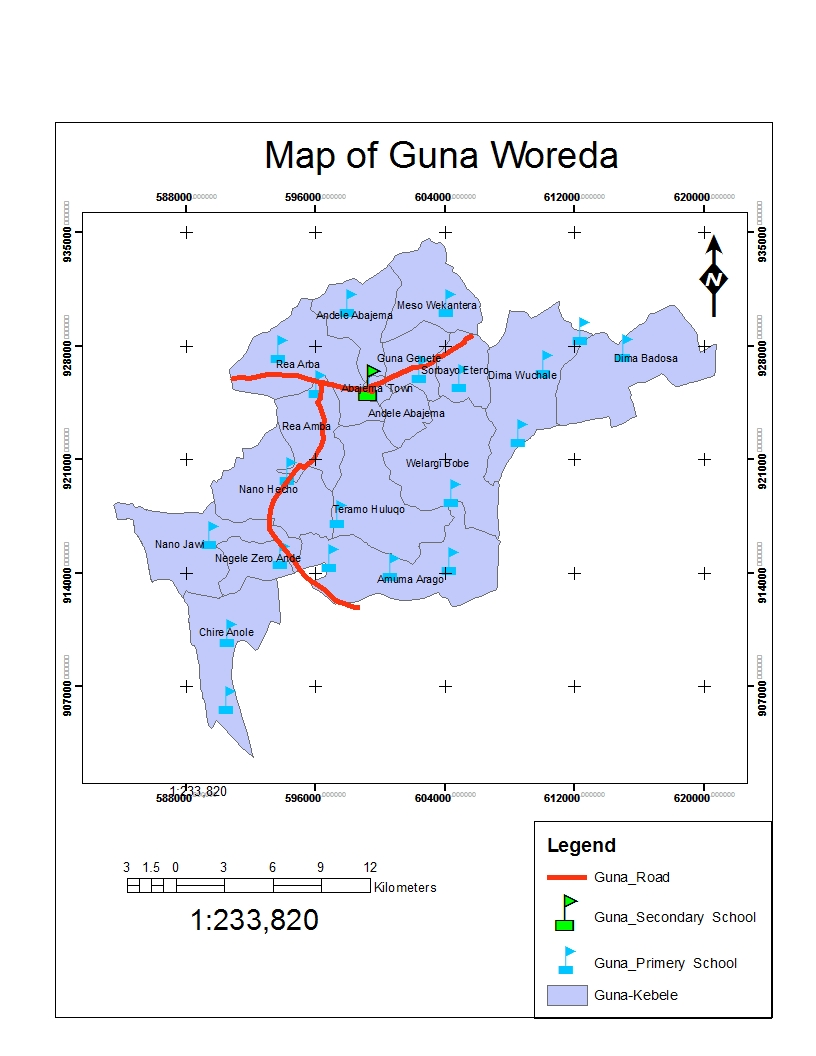 Map of Guna Woreda
588000 596000 604000 612000 620000
935000 935000
N
Meso Wekantera
Andele Abajema
928000 928000
Guna Genete
Dima Badosa
Rea Arba
Sorbayo Etero
Dima Wuchale
Abajema Town
Andele Abajema
Rea Amba
921000 921000
Welargi Bobe
Nano Hecho
Teramo Huluqo
Nano Jawi
Negele Zero Ande
914000 914000
Amuma Arago
Chire Anole
907000 907000
1:233,820
588000 596000 604000 612000 620000
Legend
Guna_Road
Guna_Secondary School
Guna_Primery School
Guna-Kebele
3 1.5 0 3 6 9 12
Kilometers
1:233,820